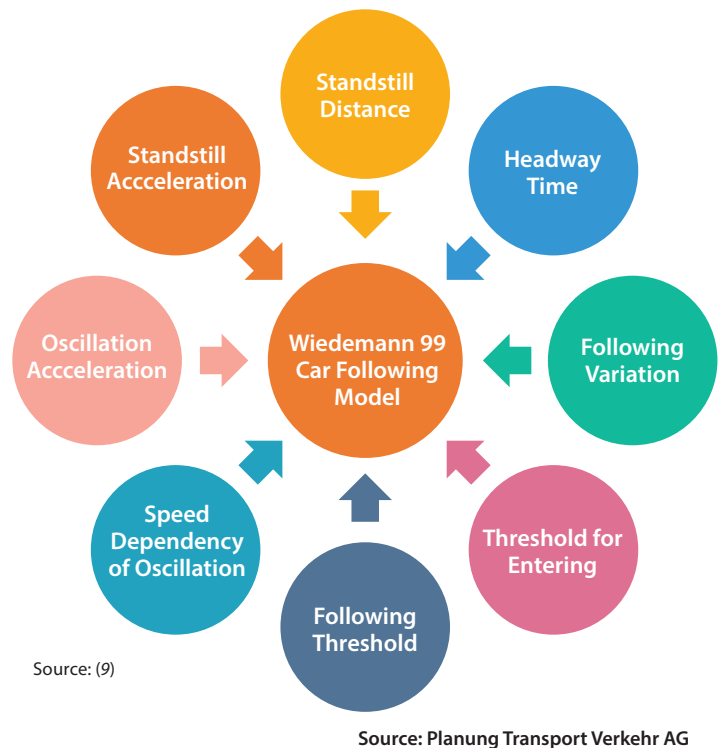 Standstill
Distance
Headway
Time
Following
Variation
Threshold for
Entering
Following
Threshold
Speed
Dependency
of Oscillation
Oscillation
Accceleration
Standstill
Accceleration
Wiedemann 99
Car Following
Model
Source: (9)
Source: Planung Transport Verkehr AG